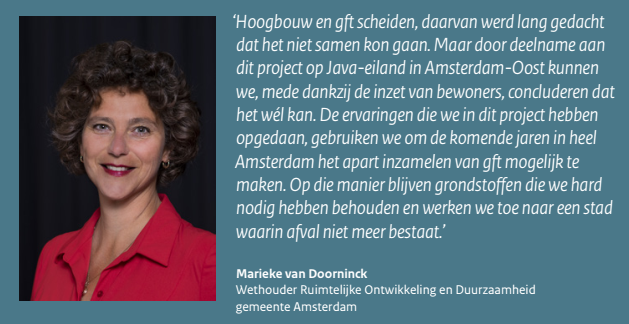 ‘Hoogbouw en gft scheiden, daarvan werd lang gedacht
dat het niet samen kon gaan. Maar door deelname aan
dit project op Java-eiland in Amsterdam-Oost kunnen
we, mede dankzij de inzet van bewoners, concluderen dat
het wél kan. De ervaringen die we in dit project hebben
opgedaan, gebruiken we om de komende jaren in heel
Amsterdam het apart inzamelen van gft mogelijk te
maken. Op die manier blijven grondstoffen die we hard
nodig hebben behouden en werken we toe naar een stad
waarin afval niet meer bestaat.’
Marieke van Doorninck
Wethouder Ruimtelijke Ontwikkeling en Duurzaamheid
gemeente Amsterdam